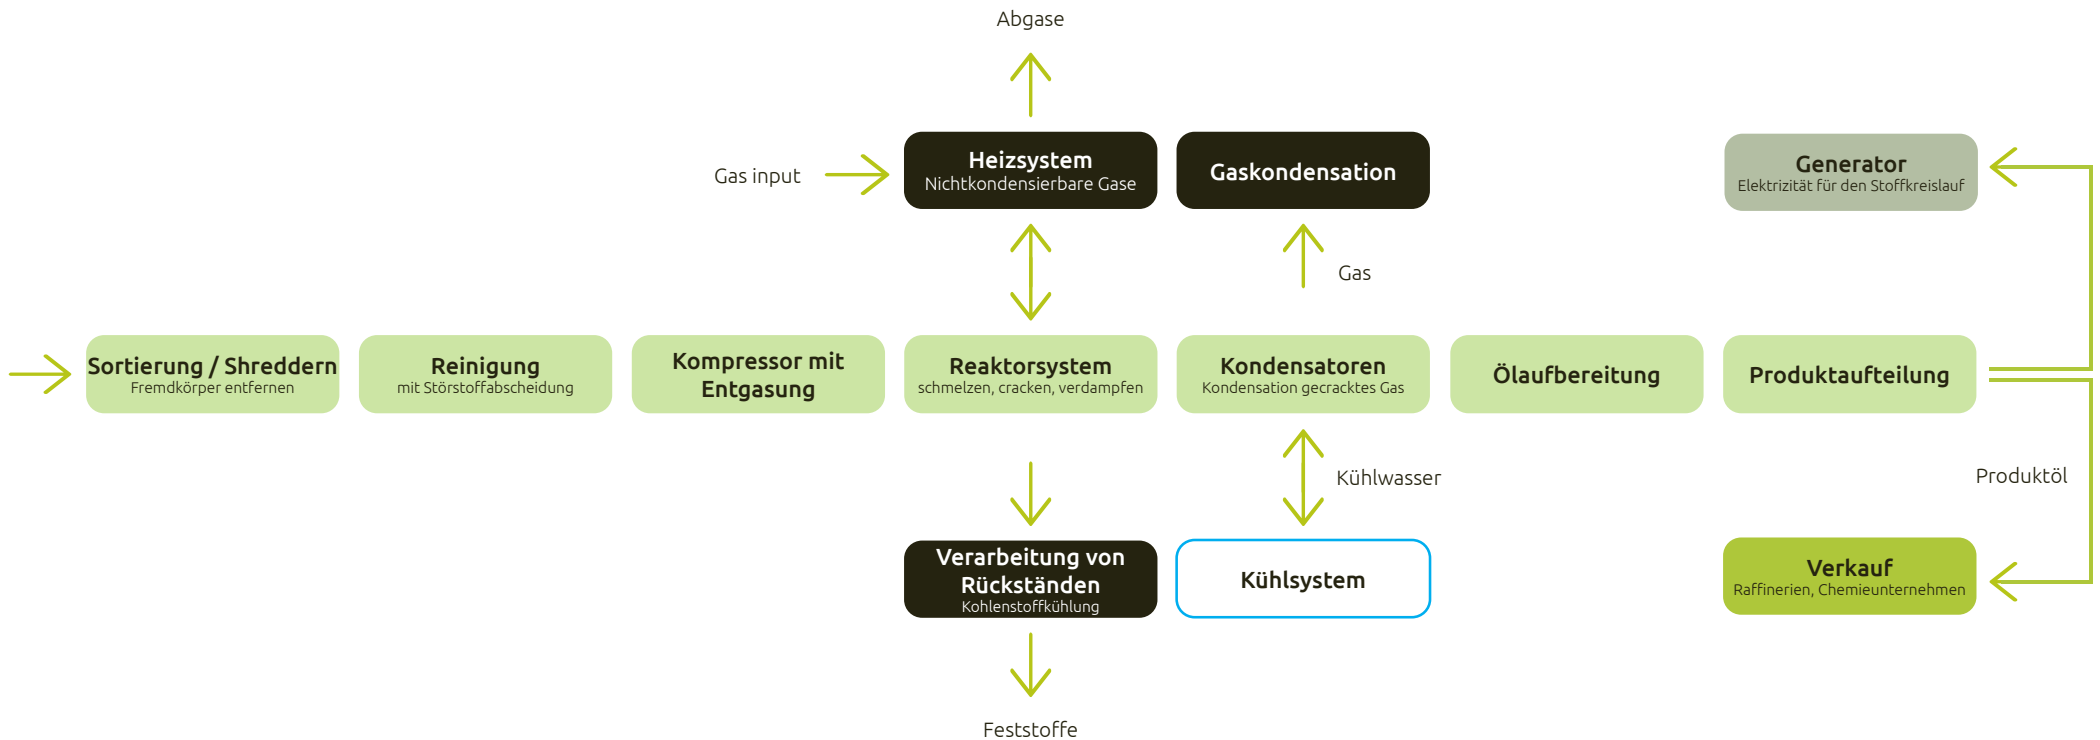 Abgase
Gas input
Heizsystem
Nichtkondensierbare Gase
Gaskondensation
Generator
Elektrizität für den Stoffkreislauf
Gas
Sortierung / Shreddern
Fremdkörper entfernen
Reinigung
mit Störstoffabscheidung
Kompressor mit
Entgasung
Reaktorsystem
schmelzen, cracken, verdampfen
Kondensatoren
Kondensation gecracktes Gas
Ölaufbereitung
Produktaufteilung
Kühlwasser
Produktöl
Verarbeitung von
Rückständen
Kohlenstoffkühlung
Kühlsystem
Verkauf
Raffinerien, Chemieunternehmen
Feststoffe